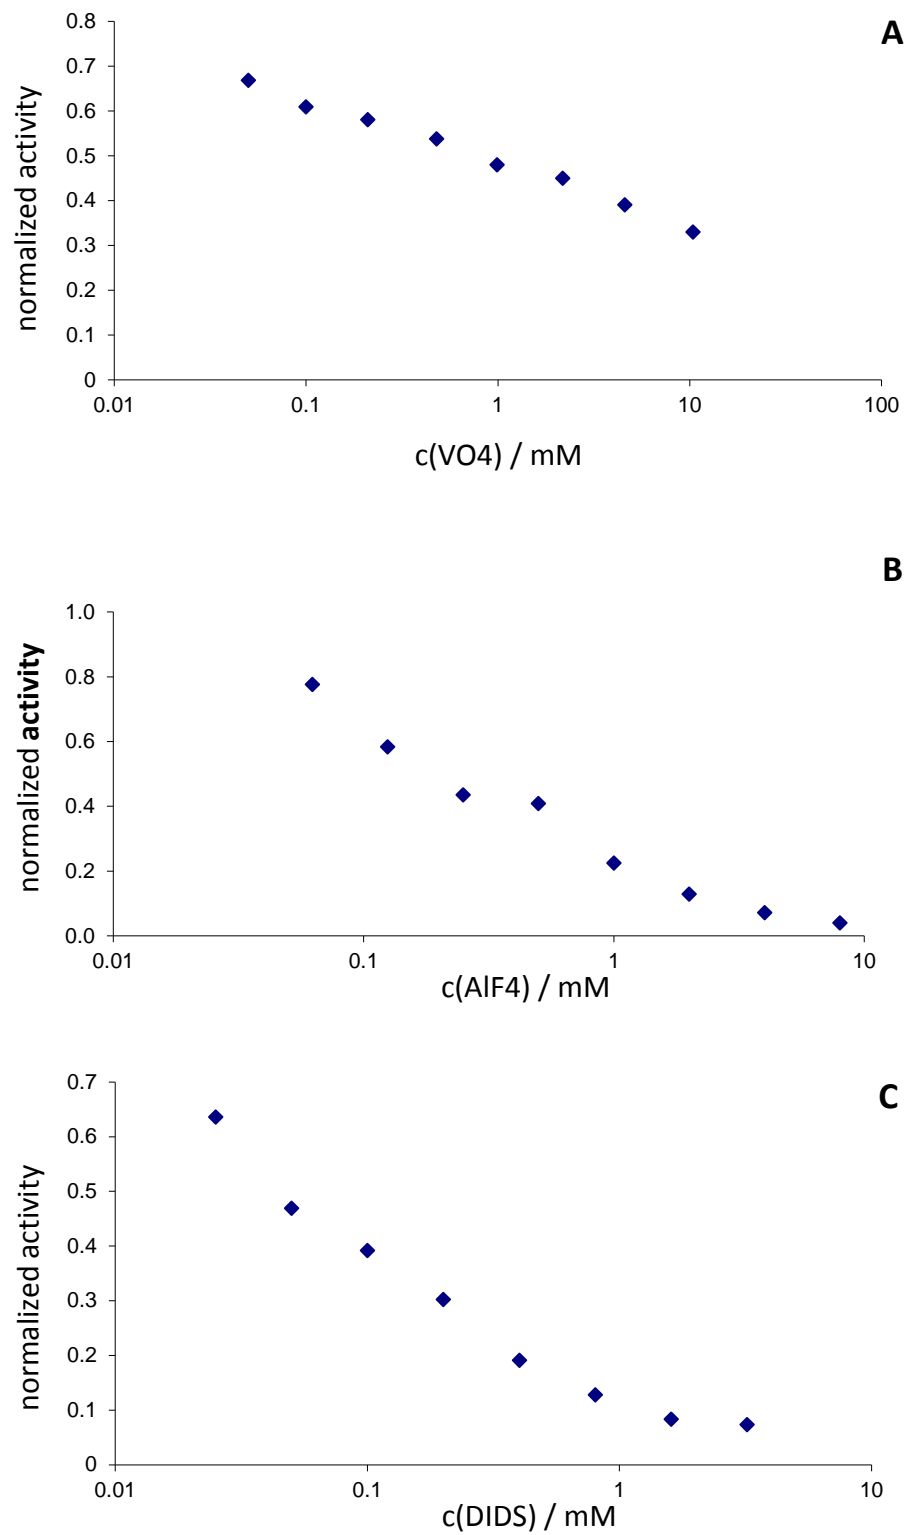 A
0.8
0.7
0.6
0.5
0.4
0.3
0.2
0.1
0
normalized activity
0.01 0.1 1 10 100
c(VO4) / mM
B
1.0
0.8
0.6
0.4
0.2
0.0
normalized activity
0.01 0.1 1 10
c(AlF4) / mM
C
0.7
0.6
0.5
0.4
0.3
0.2
0.1
0
normalized activity
0.01 0.1 1 10
c(DIDS) / mM